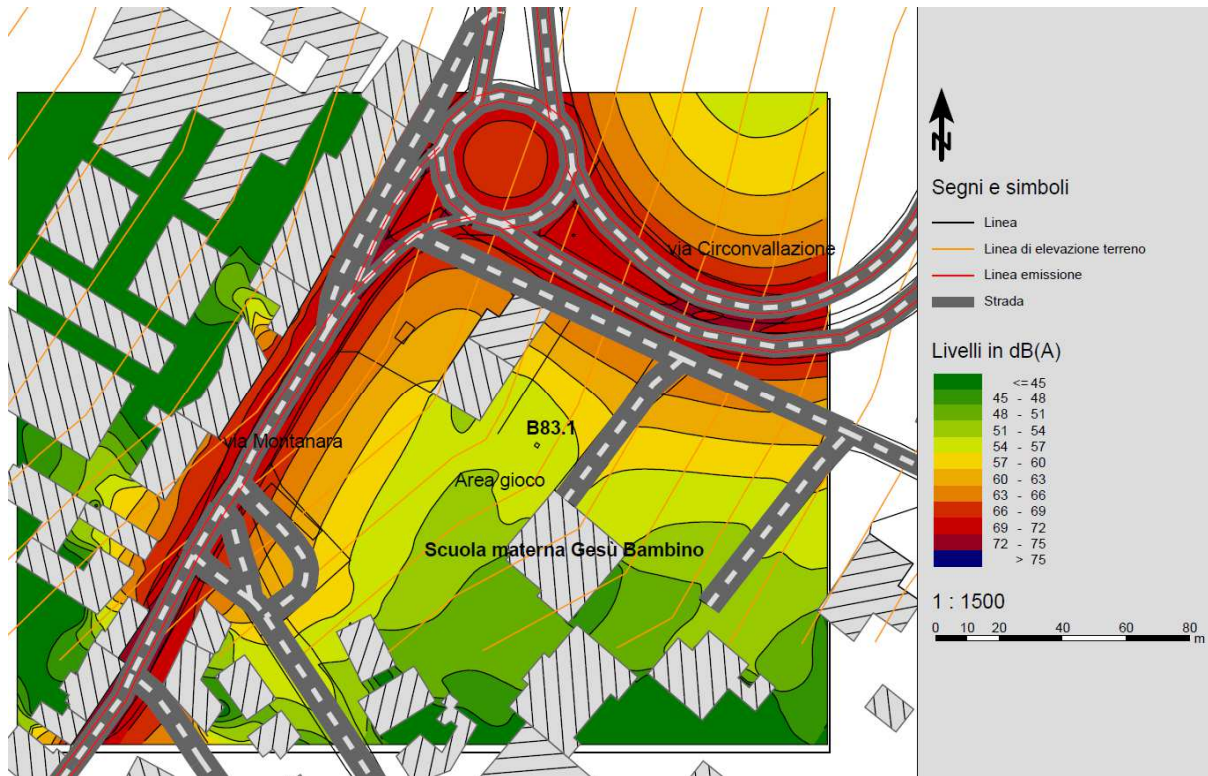 via Circonvallazione
via Montanara
B83.1
Area gioco
Scuola materna Gesù Bambino
N
Segni e simboli
Linea
Linea di elevazione terreno
Linea emissione
Strada
Livelli in dB(A)
<= 45
45 - 48
48 - 51
51 - 54
54 - 57
57 - 60
60 - 63
63 - 66
66 - 69
69 - 72
72 - 75
> 75
1 : 1500
0 10 20 40 60 80
m